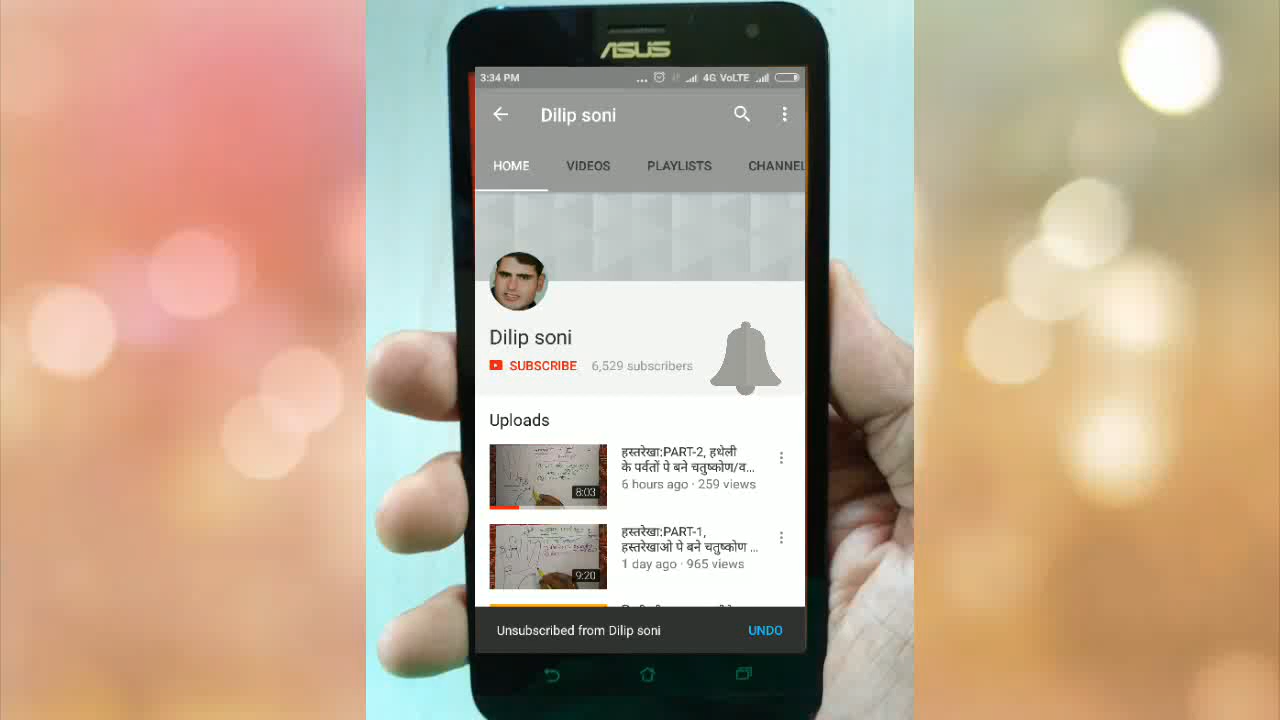 ASUS
3:34 PM
... 4G VoLTE
Dilip soni
HOME VIDEOS PLAYLISTS CHANNEL
Dilip soni
SUBSCRIBE 6,529 subscribers
Uploads
हस्तरेखा:PART-2, हथेली
के पर्वतों पे बने चतुष्कोण/व...
6 hours ago · 259 views
8:03
हस्तरेखा:PART-1,
हस्तरेखाओ पे बने चतुष्कोण ...
1 day ago · 965 views
9:20
Unsubscribed from Dilip soni UNDO